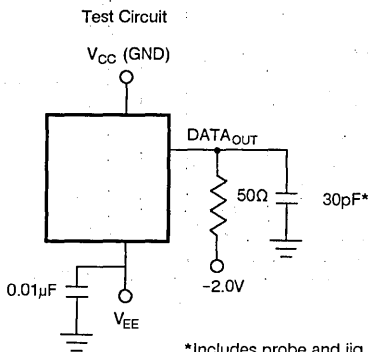 Test Circuit
V_CC (GND)
DATA_OUT
50Ω
30pF*
-2.0V
0.01μF
V_EE
*Includes probe and jig